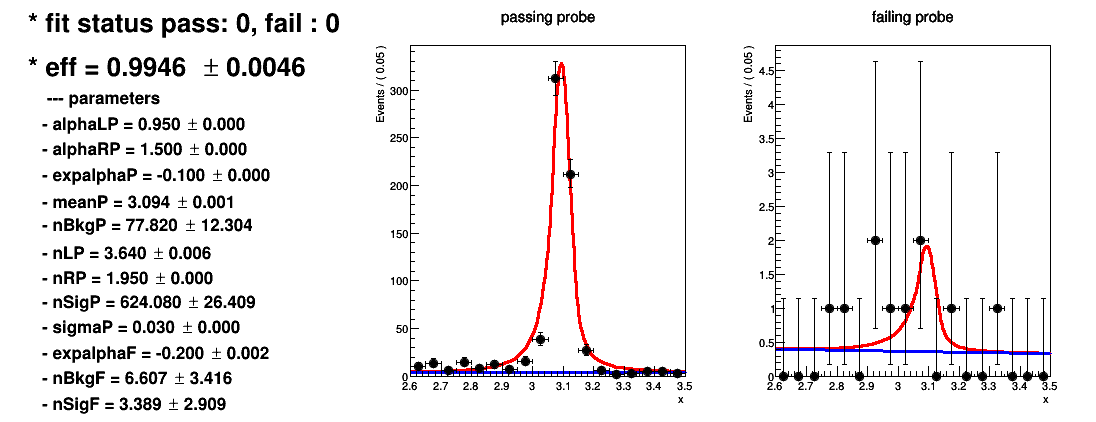 * fit status pass: 0, fail : 0
* eff = 0.9946 ± 0.0046
--- parameters
- alphaLP = 0.950 ± 0.000
- alphaRP = 1.500 ± 0.000
- expalphaP = -0.100 ± 0.000
- meanP = 3.094 ± 0.001
- nBkgP = 77.820 ± 12.304
- nLP = 3.640 ± 0.006
- nRP = 1.950 ± 0.000
- nSigP = 624.080 ± 26.409
- sigmaP = 0.030 ± 0.000
- expalphaF = -0.200 ± 0.002
- nBkgF = 6.607 ± 3.416
- nSigF = 3.389 ± 2.909
passing probe
Events / ( 0.05 )
300
250
200
150
100
50
0
2.6 2.7 2.8 2.9 3 3.1 3.2 3.3 3.4 3.5
x
failing probe
Events / ( 0.05 )
4.5
4
3.5
3
2.5
2
1.5
1
0.5
0
2.6 2.7 2.8 2.9 3 3.1 3.2 3.3 3.4 3.5
x